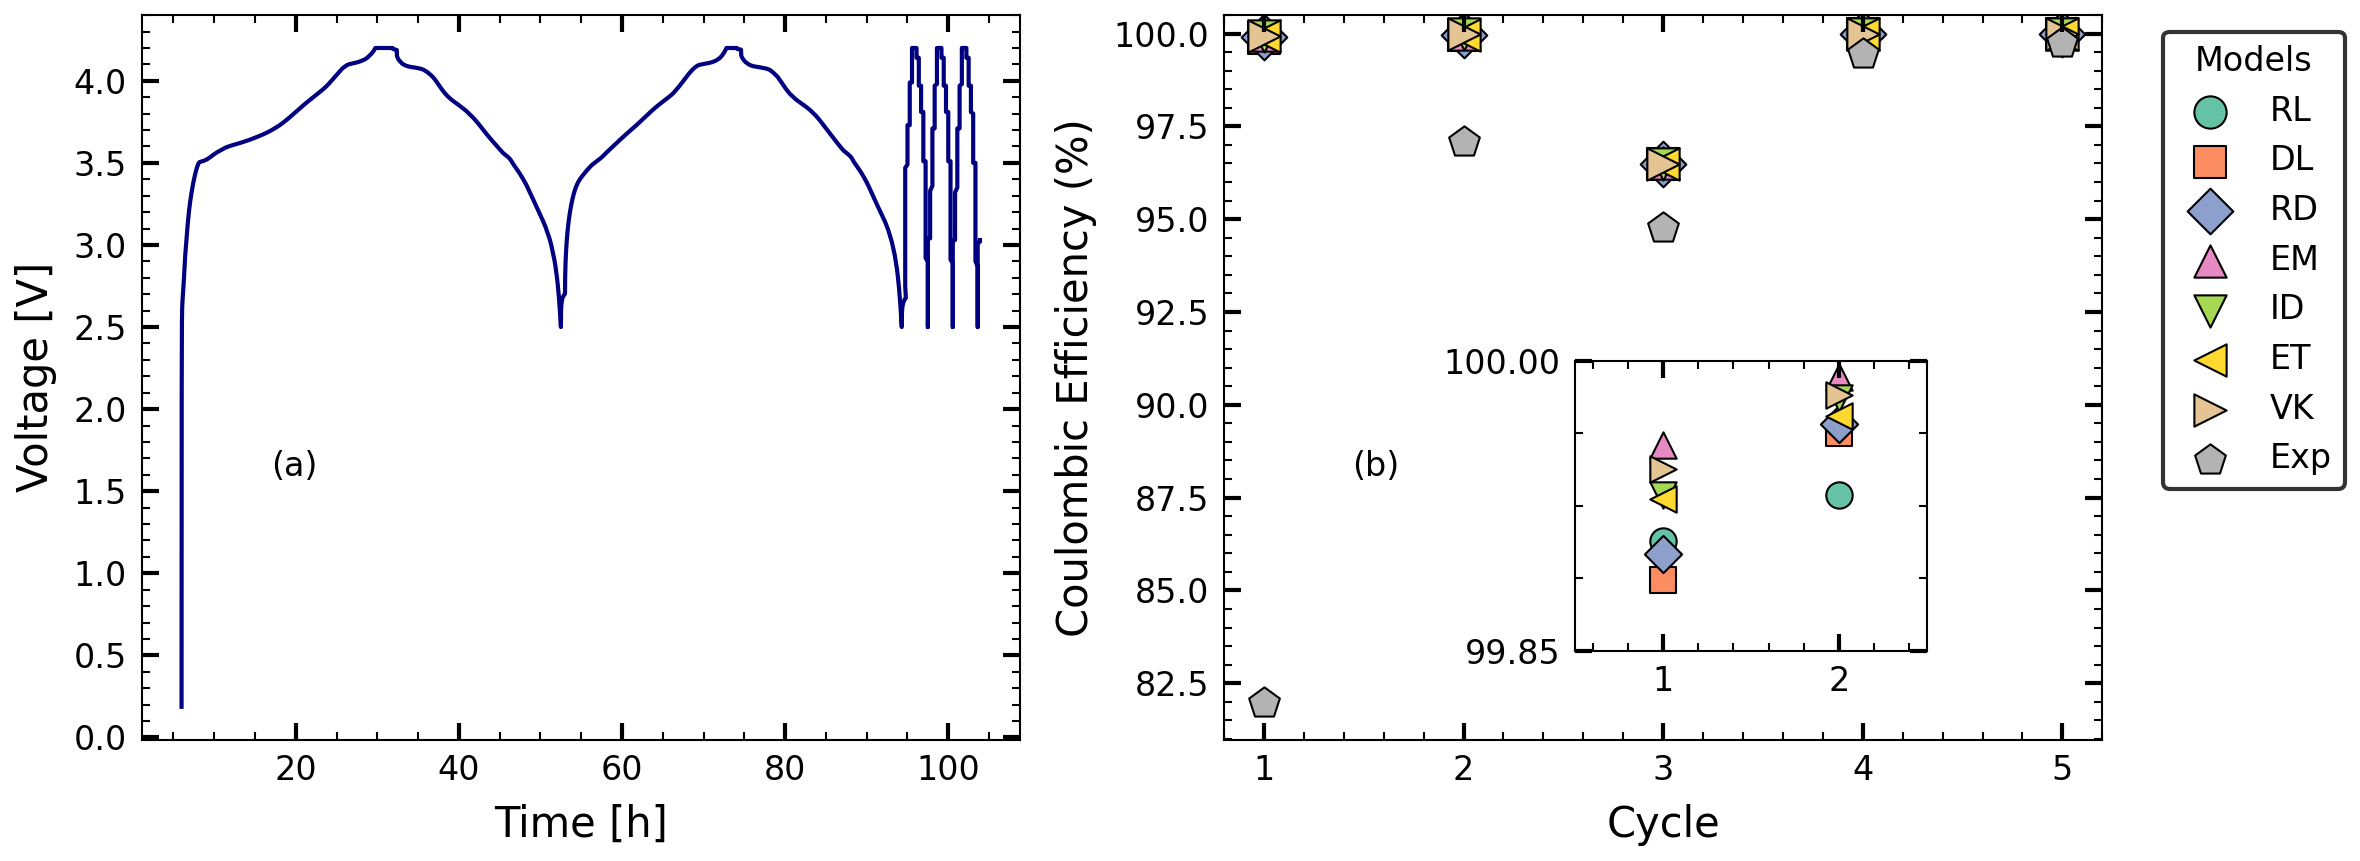 4.0
3.5
3.0
2.5
2.0
1.5
1.0
0.5
0.0
Voltage [V]
(a)
20 40 60 80 100
Time [h]
100.0
97.5
95.0
92.5
90.0
87.5
85.0
82.5
Coulombic Efficiency (%)
(b)
100.00
99.85
1 2
1 2 3 4 5
Cycle
Models
RL
DL
RD
EM
ID
ET
VK
Exp